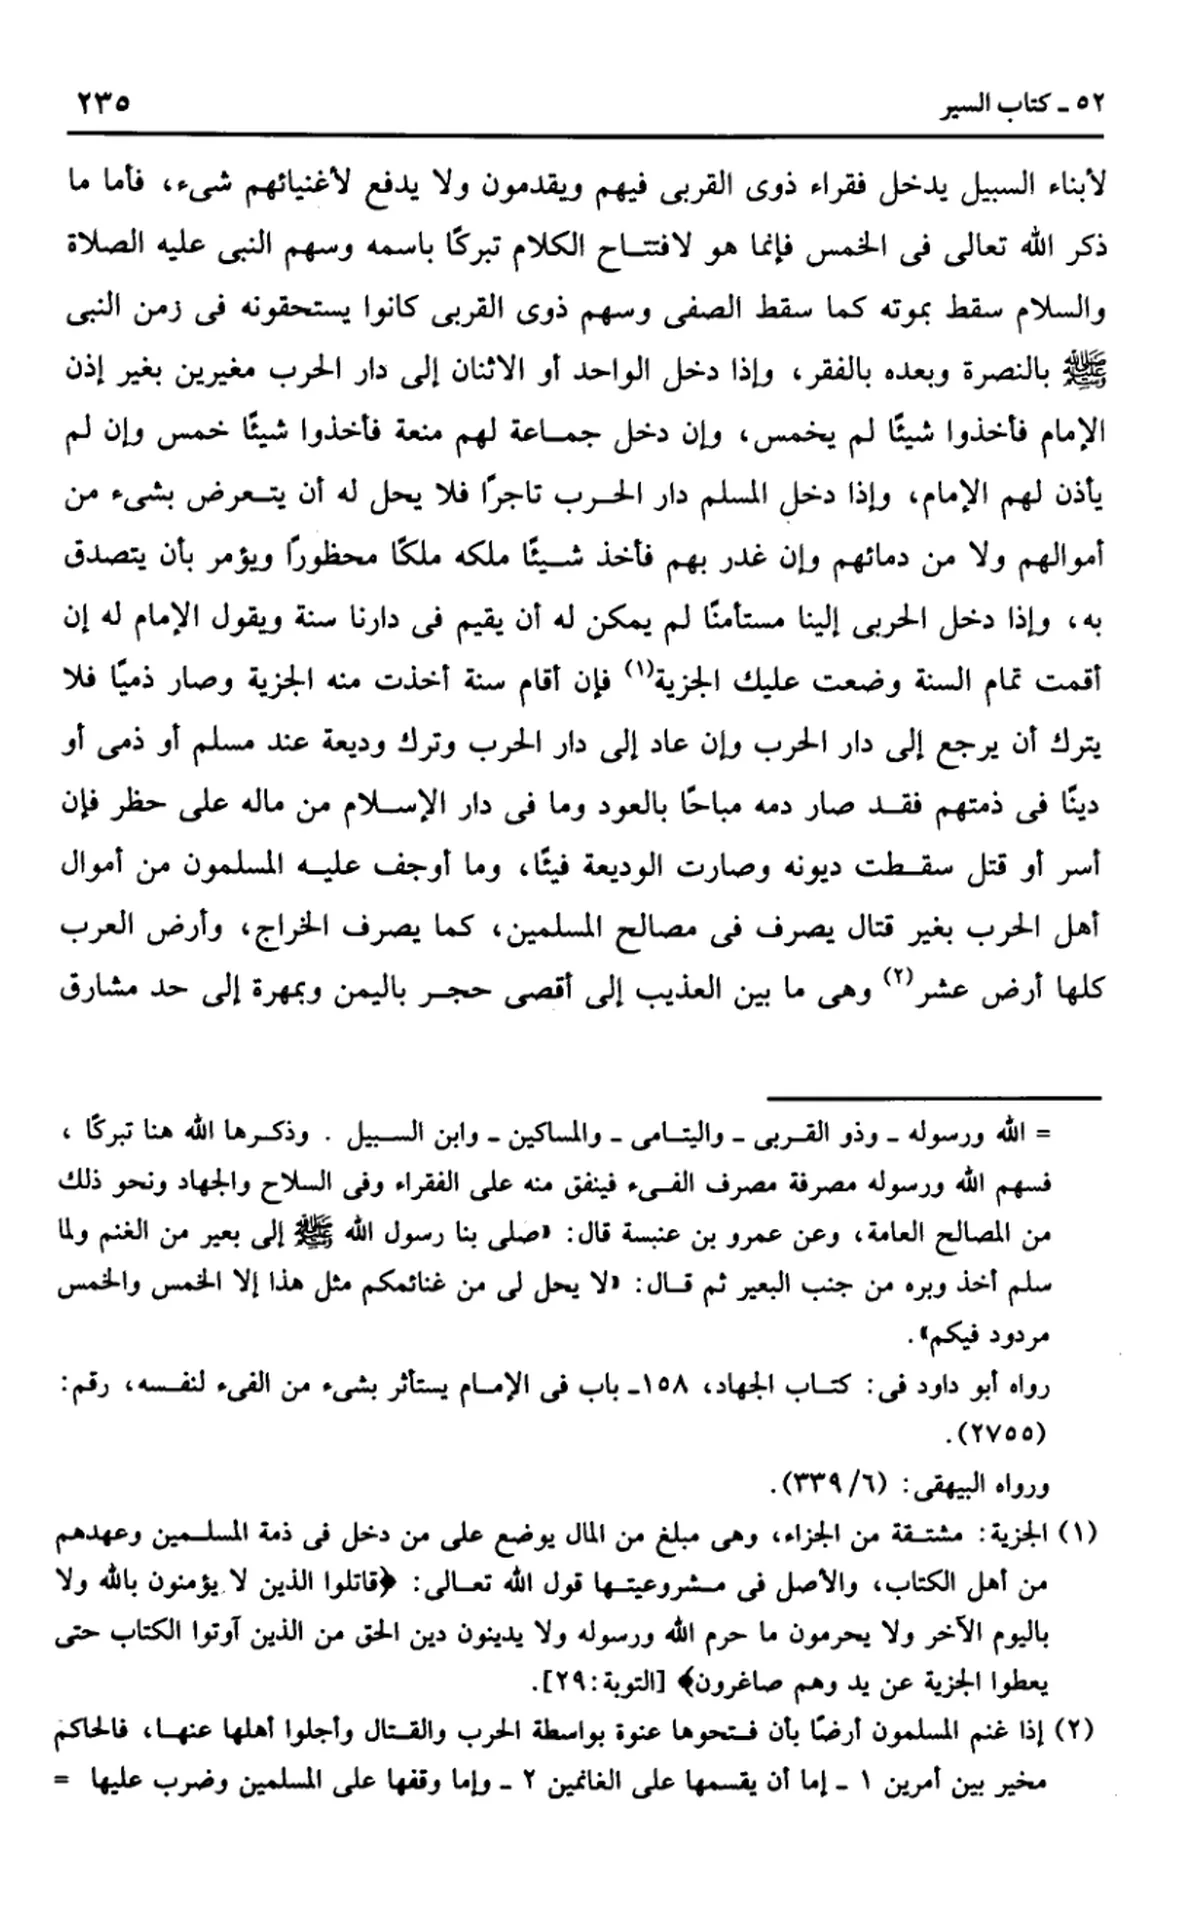 ٥٢ ـ كتاب السير ٢٣٥
لأبناء السبيل يدخل فقراء ذوى القربى فيهم ويقدمون ولا يدفع لأغنيائهم شىء، فأما ما
ذكر الله تعالى فى الخمس فإنما هو لافتتاح الكلام تبركًا باسمه وسهم النبى عليه الصلاة
والسلام سقط بموته كما سقط الصفى وسهم ذوى القربى كانوا يستحقونه فى زمن النبى
ﷺ بالنصرة وبعده بالفقر، وإذا دخل الواحد أو الاثنان إلى دار الحرب مغيرين بغير إذن
الإمام فأخذوا شيئًا لم يخمس، وإن دخل جماعة لهم منعة فأخذوا شيئًا خمس وإن لم
يأذن لهم الإمام، وإذا دخل المسلم دار الحرب تاجرًا فلا يحل له أن يتعرض بشىء من
أموالهم ولا من دمائهم وإن غدر بهم فأخذ شيئًا ملكه ملكًا محظورًا ويؤمر بأن يتصدق
به، وإذا دخل الحربى إلينا مستأمنًا لم يمكن له أن يقيم فى دارنا سنة ويقول الإمام له إن
أقمت تمام السنة وضعت عليك الجزية(١) فإن أقام سنة أخذت منه الجزية وصار ذميًا فلا
يترك أن يرجع إلى دار الحرب وإن عاد إلى دار الحرب وترك وديعة عند مسلم أو ذمى أو
دينًا فى ذمتهم فقد صار دمه مباحًا بالعود وما فى دار الإسلام من ماله على حظر فإن
أسر أو قتل سقطت ديونه وصارت الوديعة فيئًا، وما أوجف عليه المسلمون من أموال
أهل الحرب بغير قتال يصرف فى مصالح المسلمين، كما يصرف الخراج، وأرض العرب
كلها أرض عشر(٢) وهى ما بين العذيب إلى أقصى حجر باليمن وبمهرة إلى حد مشارق
= الله ورسوله ـ وذو القربى ـ واليتامى ـ والمساكين ـ وابن السبيل . وذكرها الله هنا تبركًا ،
فسهم الله ورسوله مصرفة مصرف الفىء فينفق منه على الفقراء وفى السلاح والجهاد ونحو ذلك
من المصالح العامة، وعن عمرو بن عنبسة قال: «صلى بنا رسول الله ﷺ إلى بعير من الغنم ولما
سلم أخذ وبره من جنب البعير ثم قال: «لا يحل لى من غنائمكم مثل هذا إلا الخمس والخمس
مردود فيكم».
رواه أبو داود فى: كتاب الجهاد، ١٥٨ـ باب فى الإمام يستأثر بشىء من الفىء لنفسه، رقم:
(٢٧٥٥).
ورواه البيهقى: (٦/ ٣٣٩).
(١) الجزية: مشتقة من الجزاء، وهى مبلغ من المال يوضع على من دخل فى ذمة المسلمين وعهدهم
من أهل الكتاب، والأصل فى مشروعيتها قول الله تعالى: ﴿قاتلوا الذين لا يؤمنون بالله ولا
باليوم الآخر ولا يحرمون ما حرم الله ورسوله ولا يدينون دين الحق من الذين آوتوا الكتاب حتى
يعطوا الجزية عن يد وهم صاغرون﴾ [التوبة: ٢٩].
(٢) إذا غنم المسلمون أرضًا بأن فتحوها عنوة بواسطة الحرب والقتال وأجلوا أهلها عنها، فالحاكم
مخير بين أمرين ١ ـ إما أن يقسمها على الغانمين ٢ ـ وإما وقفها على المسلمين وضرب عليها =